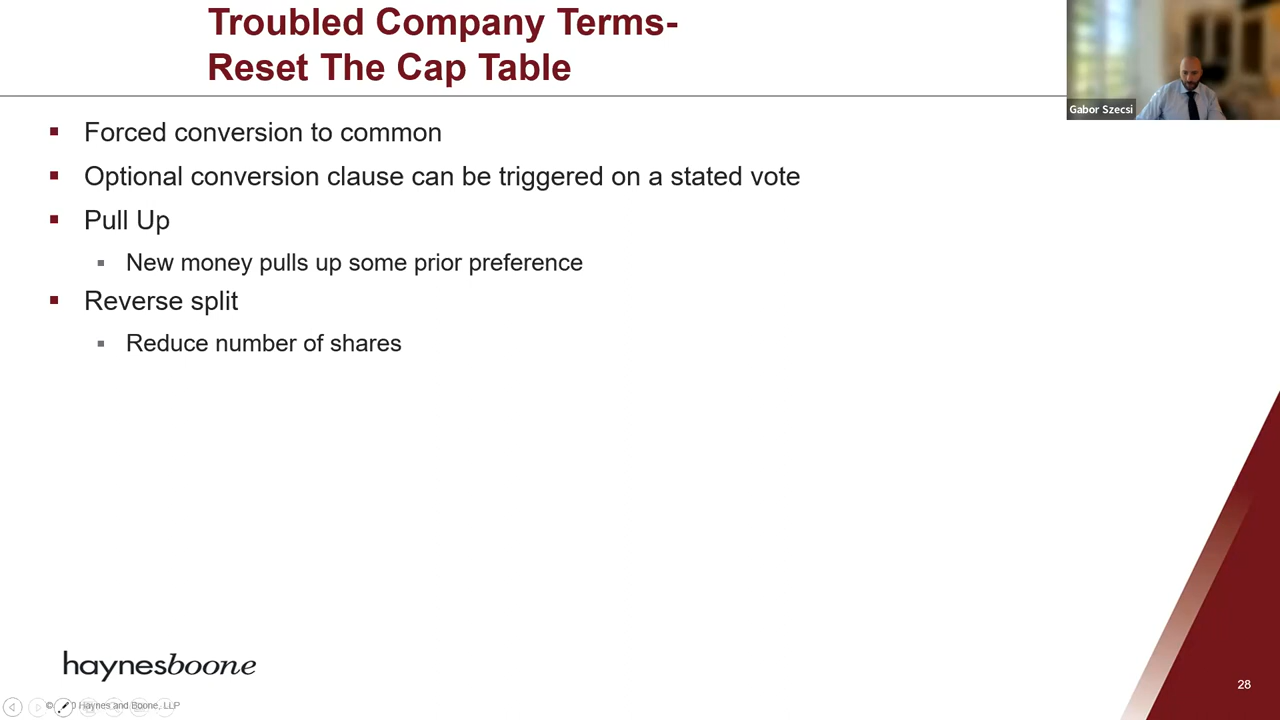 Troubled Company Terms-
Reset The Cap Table
Gabor Szecsi
▪ Forced conversion to common
▪ Optional conversion clause can be triggered on a stated vote
▪ Pull Up
▪ New money pulls up some prior preference
▪ Reverse split
▪ Reduce number of shares
haynesboone
28
© Haynes and Boone, LLP